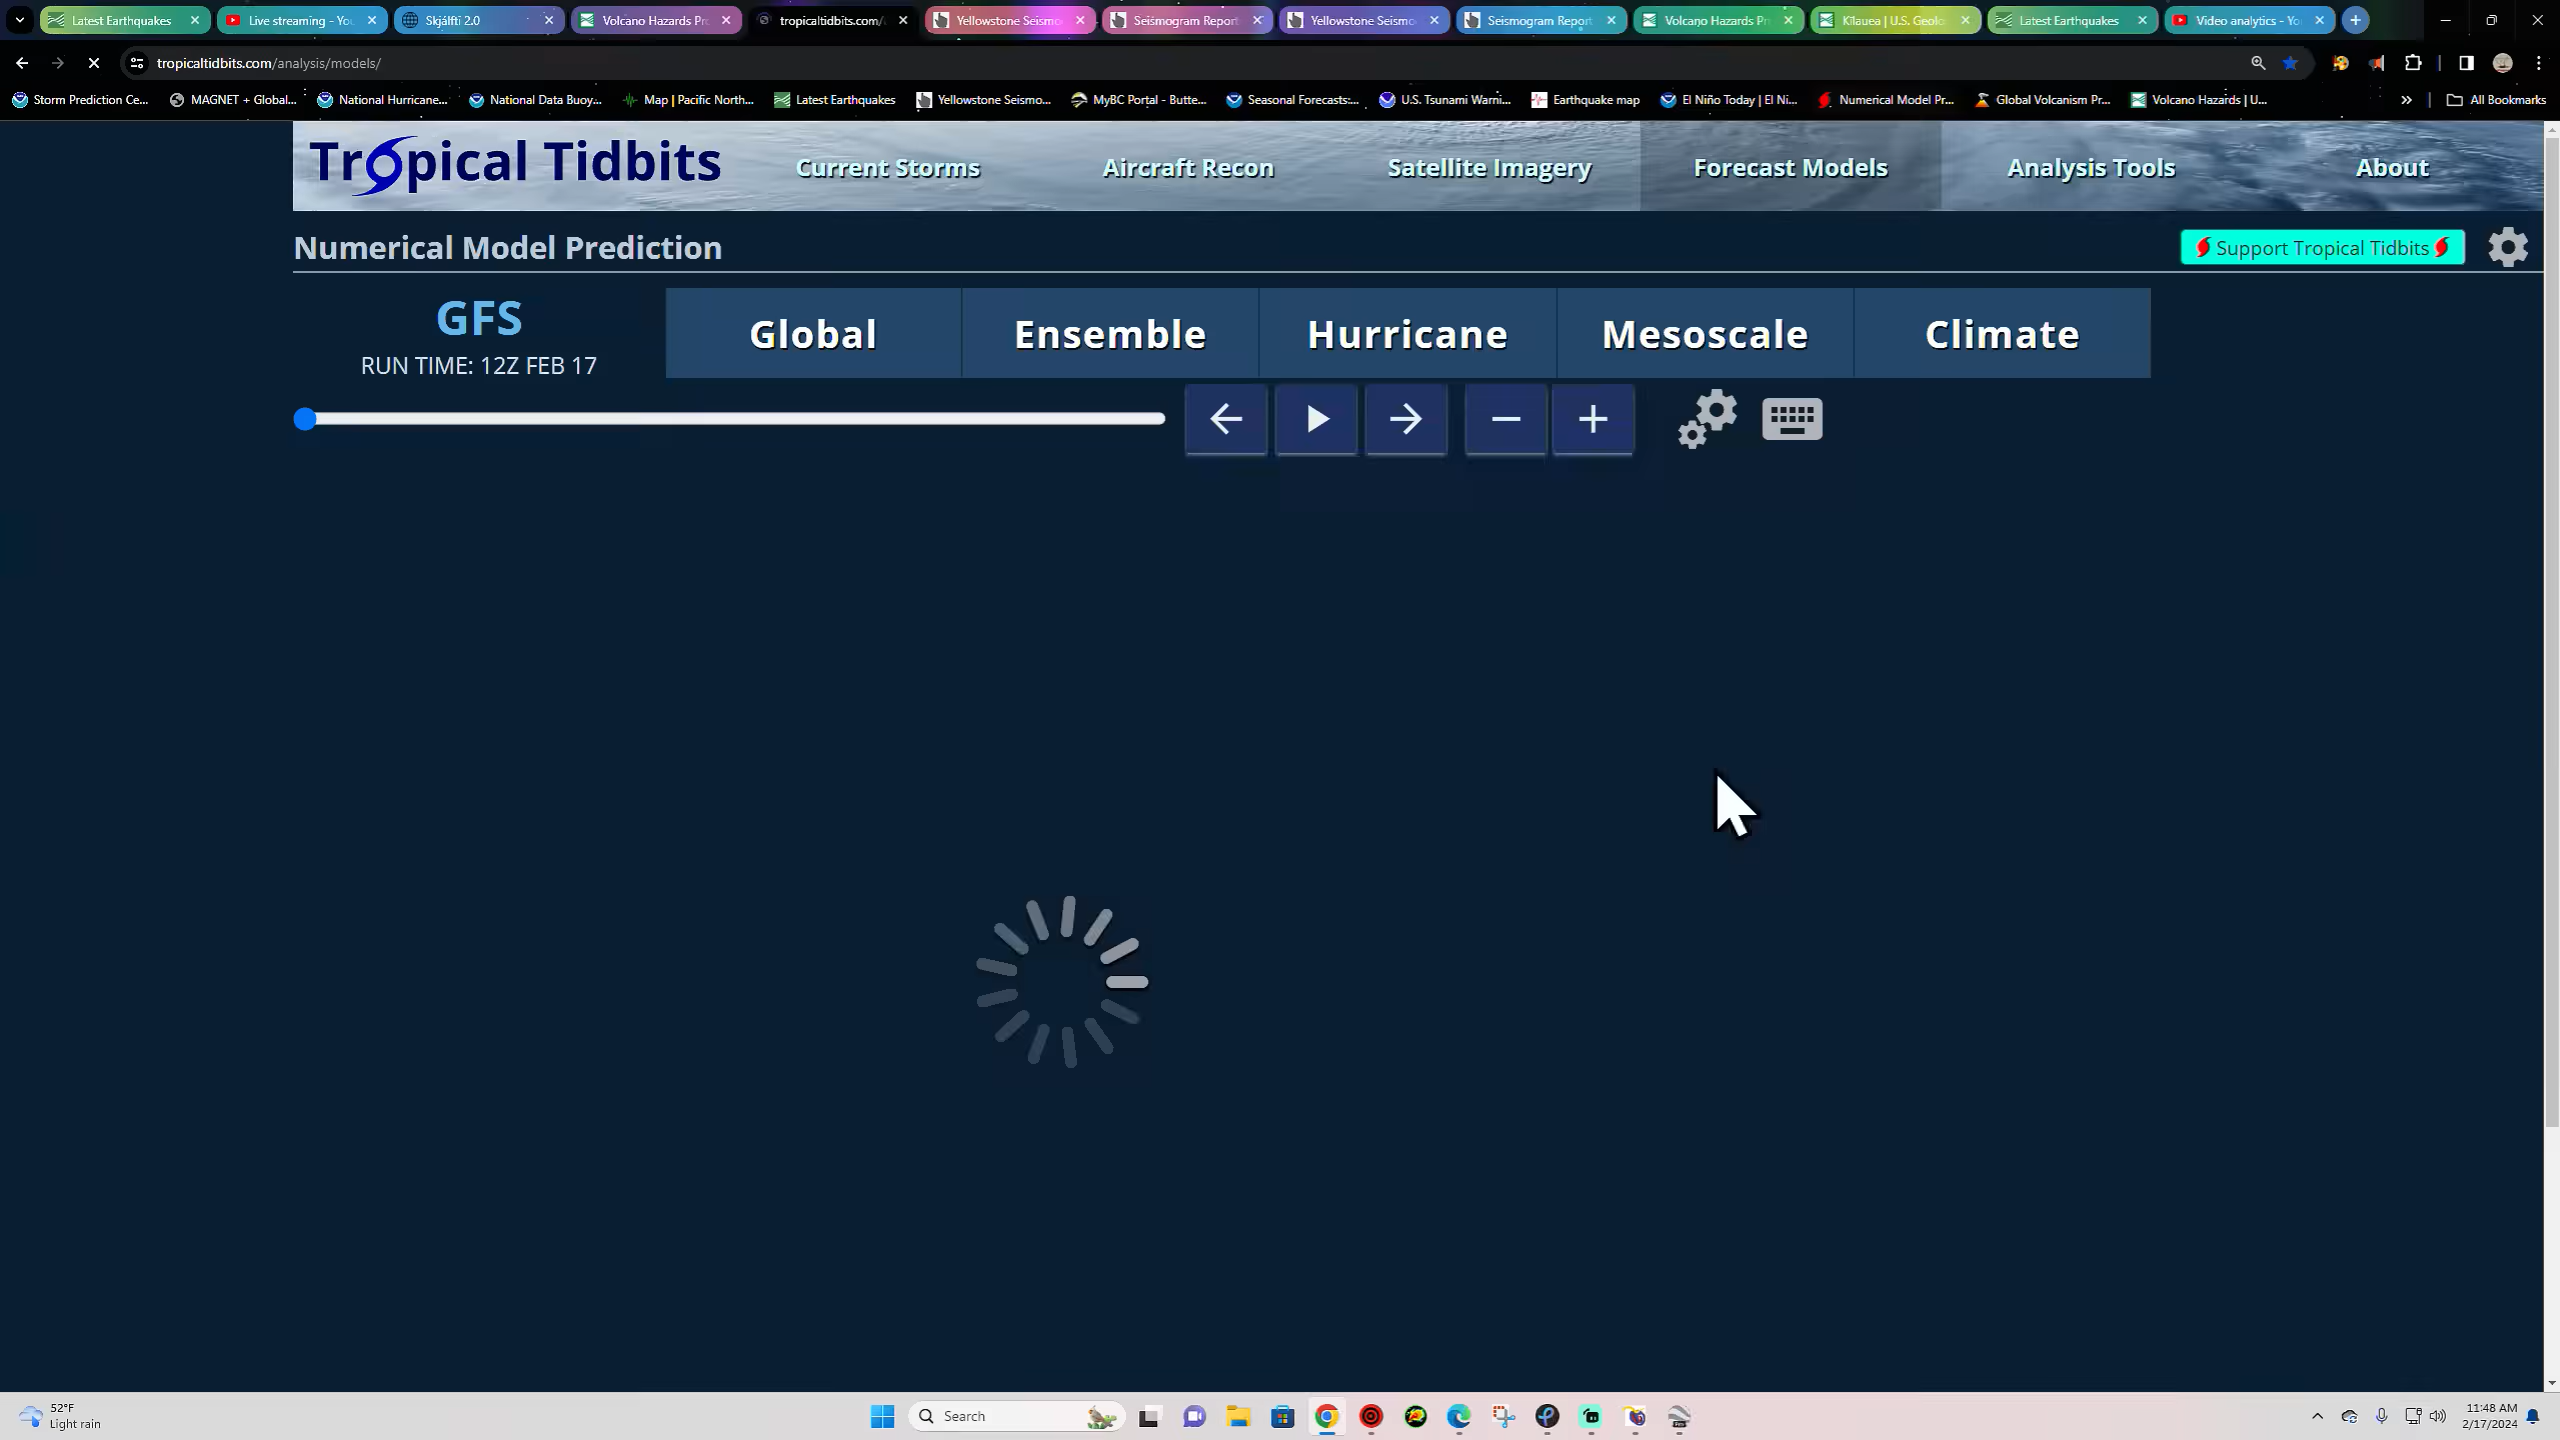 Latest Earthquakes
Live streaming - Yo
Skjálftí 2.0
Volcano Hazards Pr
tropicaltidbits.com/
Yellowstone Seismo
Seismogram Report
Yellowstone Seismo
Seismogram Report
Volcano Hazards Pr
Kīlauea | U.S. Geolo
Latest Earthquakes
Video analytics - Yo
tropicaltidbits.com/analysis/models/
Storm Prediction Ce...
MAGNET + Global...
National Hurricane...
National Data Buoy...
Map | Pacific North...
Latest Earthquakes
Yellowstone Seismo...
MyBC Portal - Butte...
Seasonal Forecasts:...
U.S. Tsunami Warni...
Earthquake map
El Niño Today | El Ni...
Numerical Model Pr...
Global Volcanism Pr...
Volcano Hazards | U...
All Bookmarks
Tropical Tidbits
Current Storms
Aircraft Recon
Satellite Imagery
Forecast Models
Analysis Tools
About
Numerical Model Prediction
Support Tropical Tidbits
GFS
RUN TIME: 12Z FEB 17
Global
Ensemble
Hurricane
Mesoscale
Climate
52°F
Light rain
Search
11:48 AM
2/17/2024